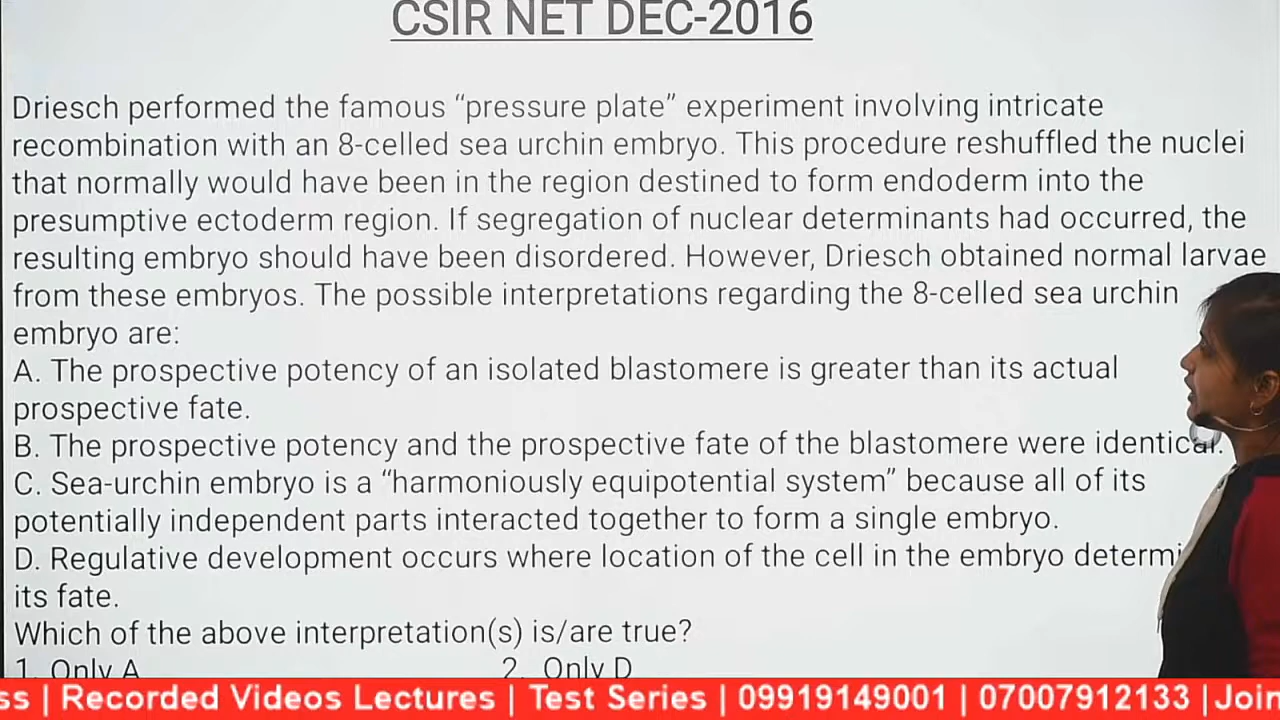 CSIR NET DEC-2016
Driesch performed the famous “pressure plate” experiment involving intricate
recombination with an 8-celled sea urchin embryo. This procedure reshuffled the nuclei
that normally would have been in the region destined to form endoderm into the
presumptive ectoderm region. If segregation of nuclear determinants had occurred, the
resulting embryo should have been disordered. However, Driesch obtained normal larvae
from these embryos. The possible interpretations regarding the 8-celled sea urchin
embryo are:
A. The prospective potency of an isolated blastomere is greater than its actual
prospective fate.
B. The prospective potency and the prospective fate of the blastomere were identical.
C. Sea-urchin embryo is a “harmoniously equipotential system” because all of its
potentially independent parts interacted together to form a single embryo.
D. Regulative development occurs where location of the cell in the embryo determi
its fate.
Which of the above interpretation(s) is/are true?
1. Only A 2. Only D
ss | Recorded Videos Lectures | Test Series | 09919149001 | 07007912133 | Join